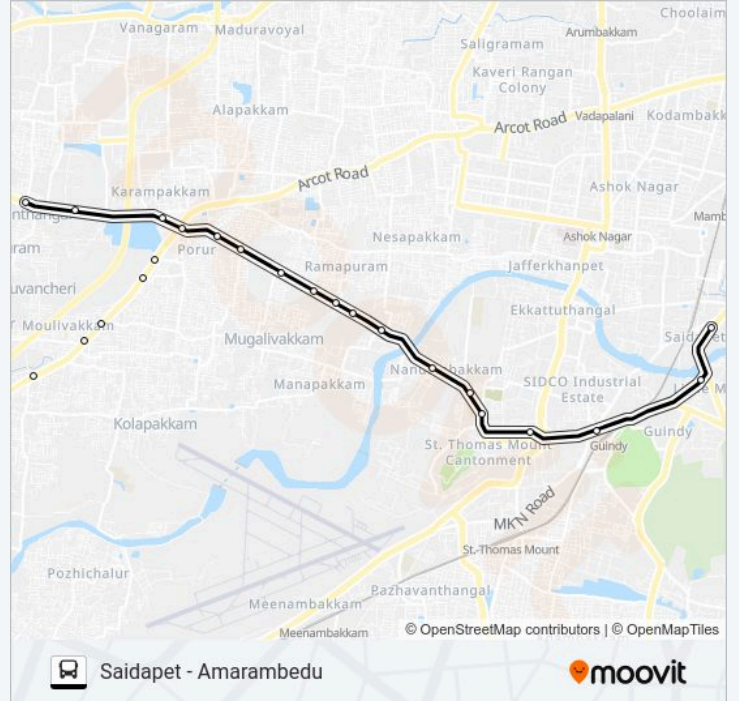 Choolaim
Vanagaram
Maduravoyal
Arumbakkam
Saligramam
Kaveri Rangan
Colony
Alapakkam
Arcot Road
Vadapalani
Kodambakk
Arcot Road
Karampakkam
Ashok Nagar
Mamb
Nesapakkam
Ashok Nagar
Porur
ram
Ramapuram
Jafferkhanpet
uvancheri
Ekkattuthangal
Moulivakkam
Mugalivakkam
Manapakkam
SIDCO Industrial
Estate
Kolapakkam
Guindy
St. Thomas Mount
Cantonment
Guindy
MKN Road
St.-Thomas Mount
Pozhichalur
Pazhavanthangal
Meenambakkam
Meenambakkam
© OpenStreetMap contributors | © OpenMapTiles
Saidapet - Amarambedu
moovit